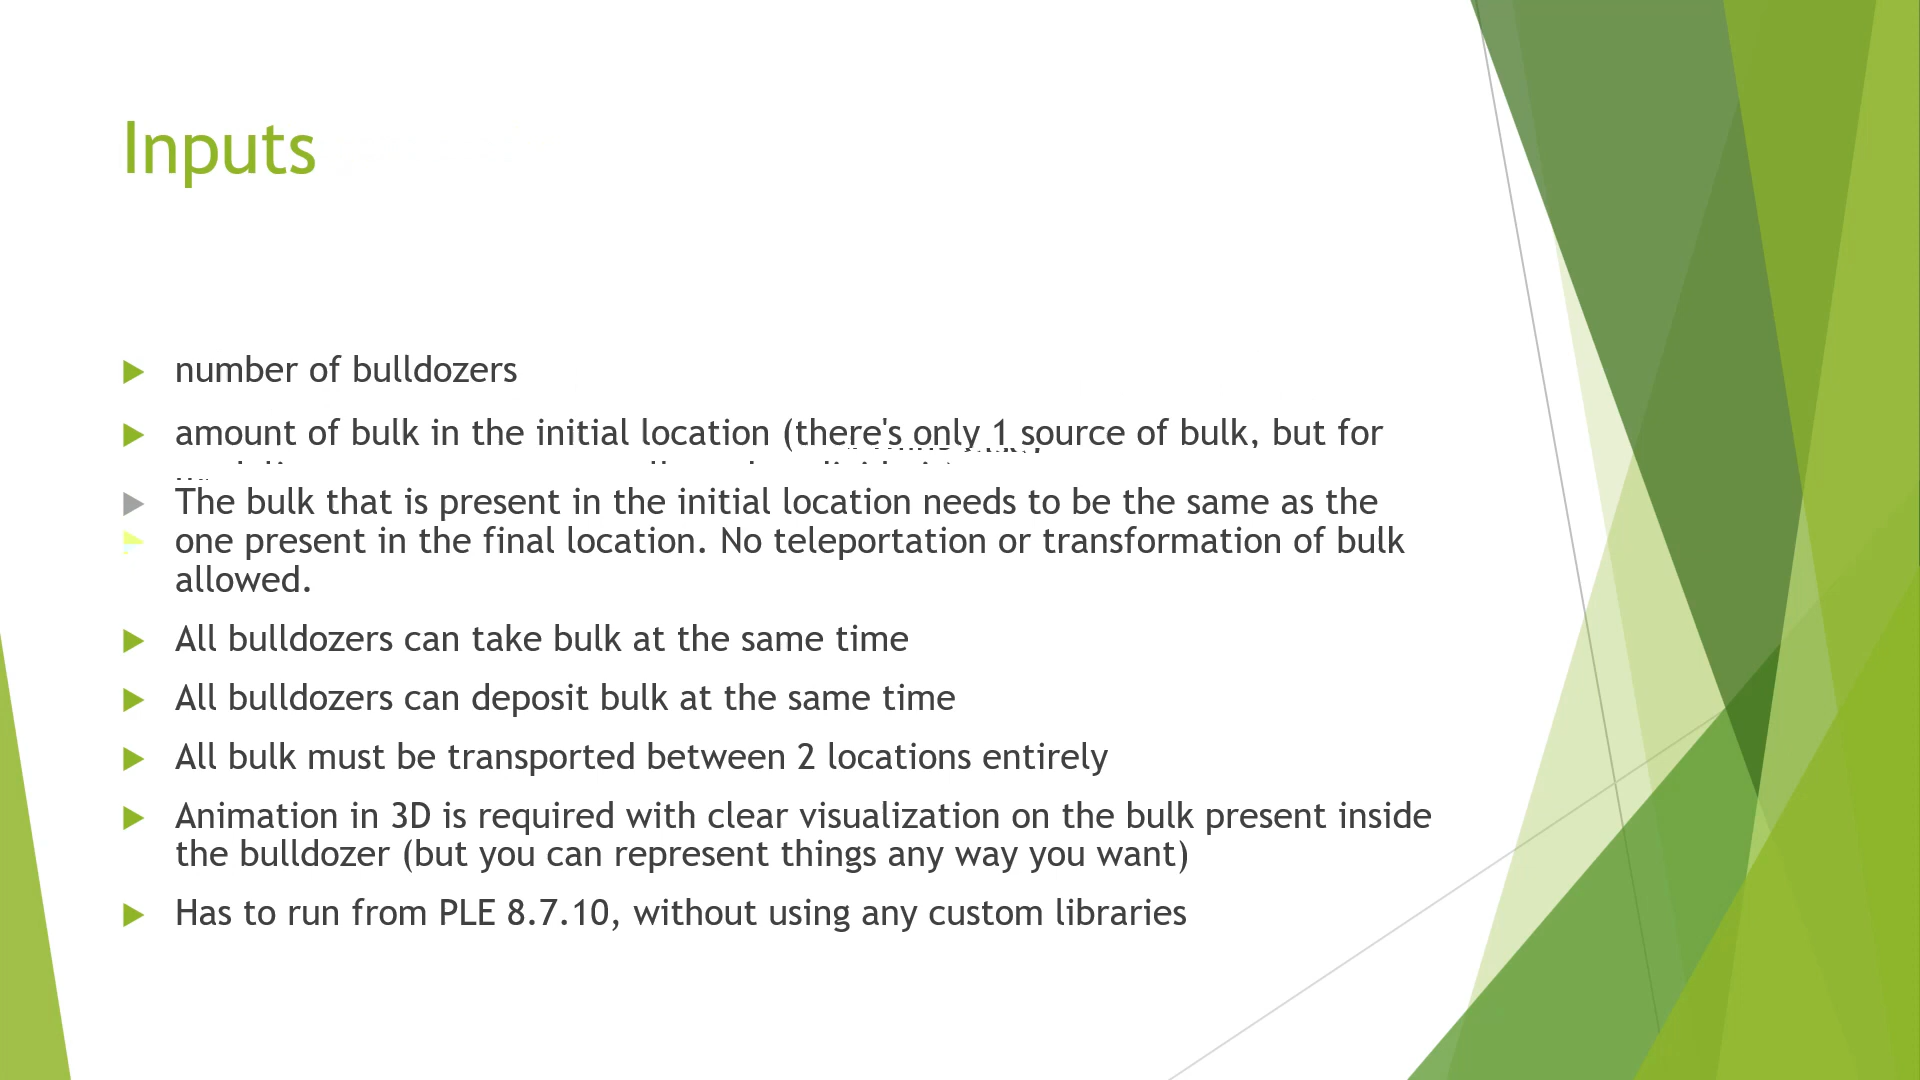 Inputs
number of bulldozers
amount of bulk in the initial location (there's only 1 source of bulk, but for
The bulk that is present in the initial location needs to be the same as the
one present in the final location. No teleportation or transformation of bulk
allowed.
All bulldozers can take bulk at the same time
All bulldozers can deposit bulk at the same time
All bulk must be transported between 2 locations entirely
Animation in 3D is required with clear visualization on the bulk present inside
the bulldozer (but you can represent things any way you want)
Has to run from PLE 8.7.10, without using any custom libraries